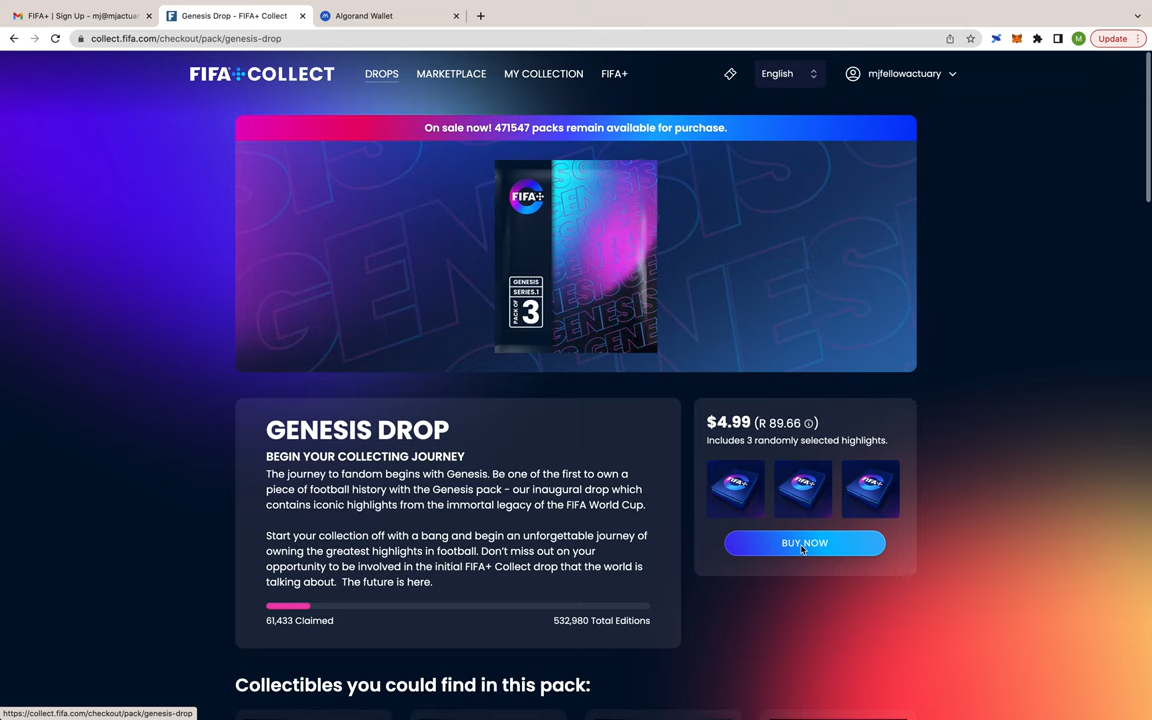 FIFA+ | Sign Up - mj@mjactuar
Genesis Drop - FIFA+ Collect
Algorand Wallet
collect.fifa.com/checkout/pack/genesis-drop
M
Update
FIFA+COLLECT
DROPS
MARKETPLACE
MY COLLECTION
FIFA+
English
mjfellowactuary
On sale now! 471547 packs remain available for purchase.
FIFA+
GENESIS
SERIES.1
PACK OF 3
GENESIS DROP
BEGIN YOUR COLLECTING JOURNEY
The journey to fandom begins with Genesis. Be one of the first to own a
piece of football history with the Genesis pack - our inaugural drop which
contains iconic highlights from the immortal legacy of the FIFA World Cup.
Start your collection off with a bang and begin an unforgettable journey of
owning the greatest highlights in football. Don't miss out on your
opportunity to be involved in the initial FIFA+ Collect drop that the world is
talking about. The future is here.
61,433 Claimed
532,980 Total Editions
$4.99 (R 89.66)
Includes 3 randomly selected highlights.
FIFA+
FIFA+
FIFA+
BUY NOW
Collectibles you could find in this pack:
https://collect.fifa.com/checkout/pack/genesis-drop